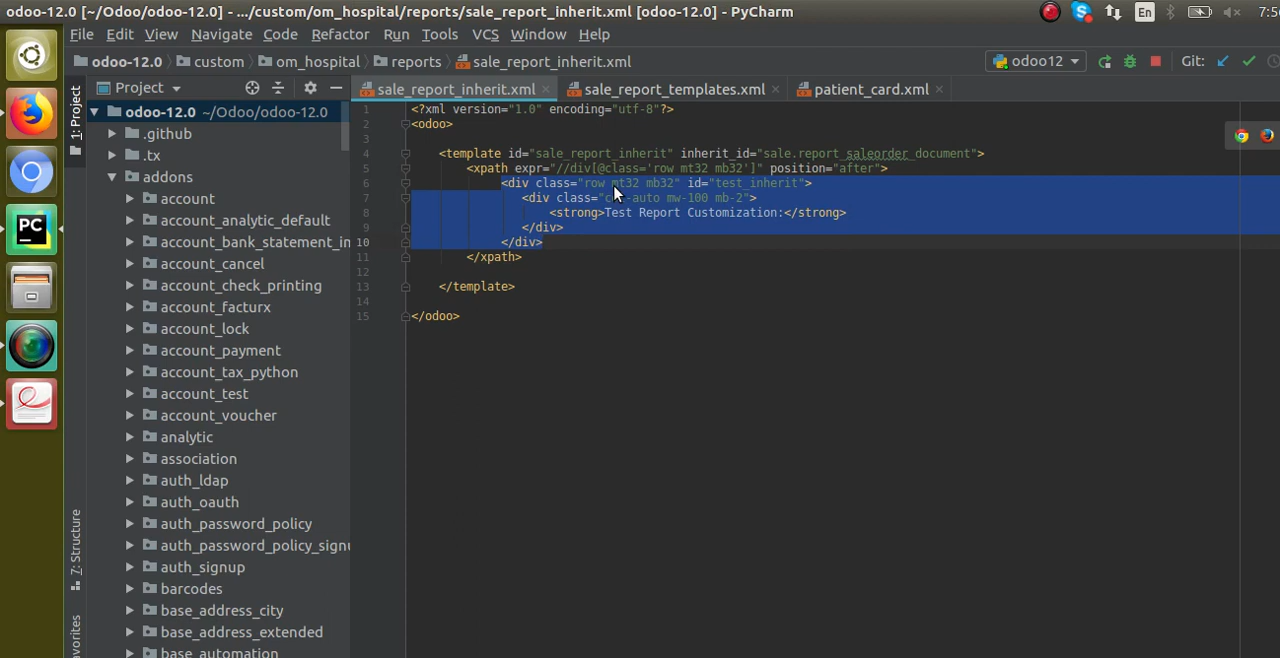 odoo-12.0 [~/Odoo/odoo-12.0] - .../custom/om_hospital/reports/sale_report_inherit.xml [odoo-12.0] - PyCharm
En
7:5
File Edit View Navigate Code Refactor Run Tools VCS Window Help
odoo-12.0 custom om_hospital reports sale_report_inherit.xml
odoo12
Git:
Project
sale_report_inherit.xml sale_report_templates.xml patient_card.xml
1: Project
7: Structure
PC
odoo-12.0 ~/Odoo/odoo-12.0
.github
.tx
addons
account
account_analytic_default
account_bank_statement_in
account_cancel
account_check_printing
account_facturx
account_lock
account_payment
account_tax_python
account_test
account_voucher
analytic
association
auth_ldap
auth_oauth
auth_password_policy
auth_password_policy_signu
auth_signup
barcodes
base_address_city
base_address_extended
base_automation
1 <?xml version="1.0" encoding="utf-8"?>
2 <odoo>
3
4 <template id="sale_report_inherit" inherit_id="sale.report_saleorder_document">
5 <xpath expr="//div[@class='row mt32 mb32']" position="after">
6 <div class="row mt32 mb32" id="test_inherit">
7 <div class="-auto mw-100 mb-2">
8 <strong>Test Report Customization:</strong>
9 </div>
10 </div>
11 </xpath>
12
13 </template>
14
15 </odoo>